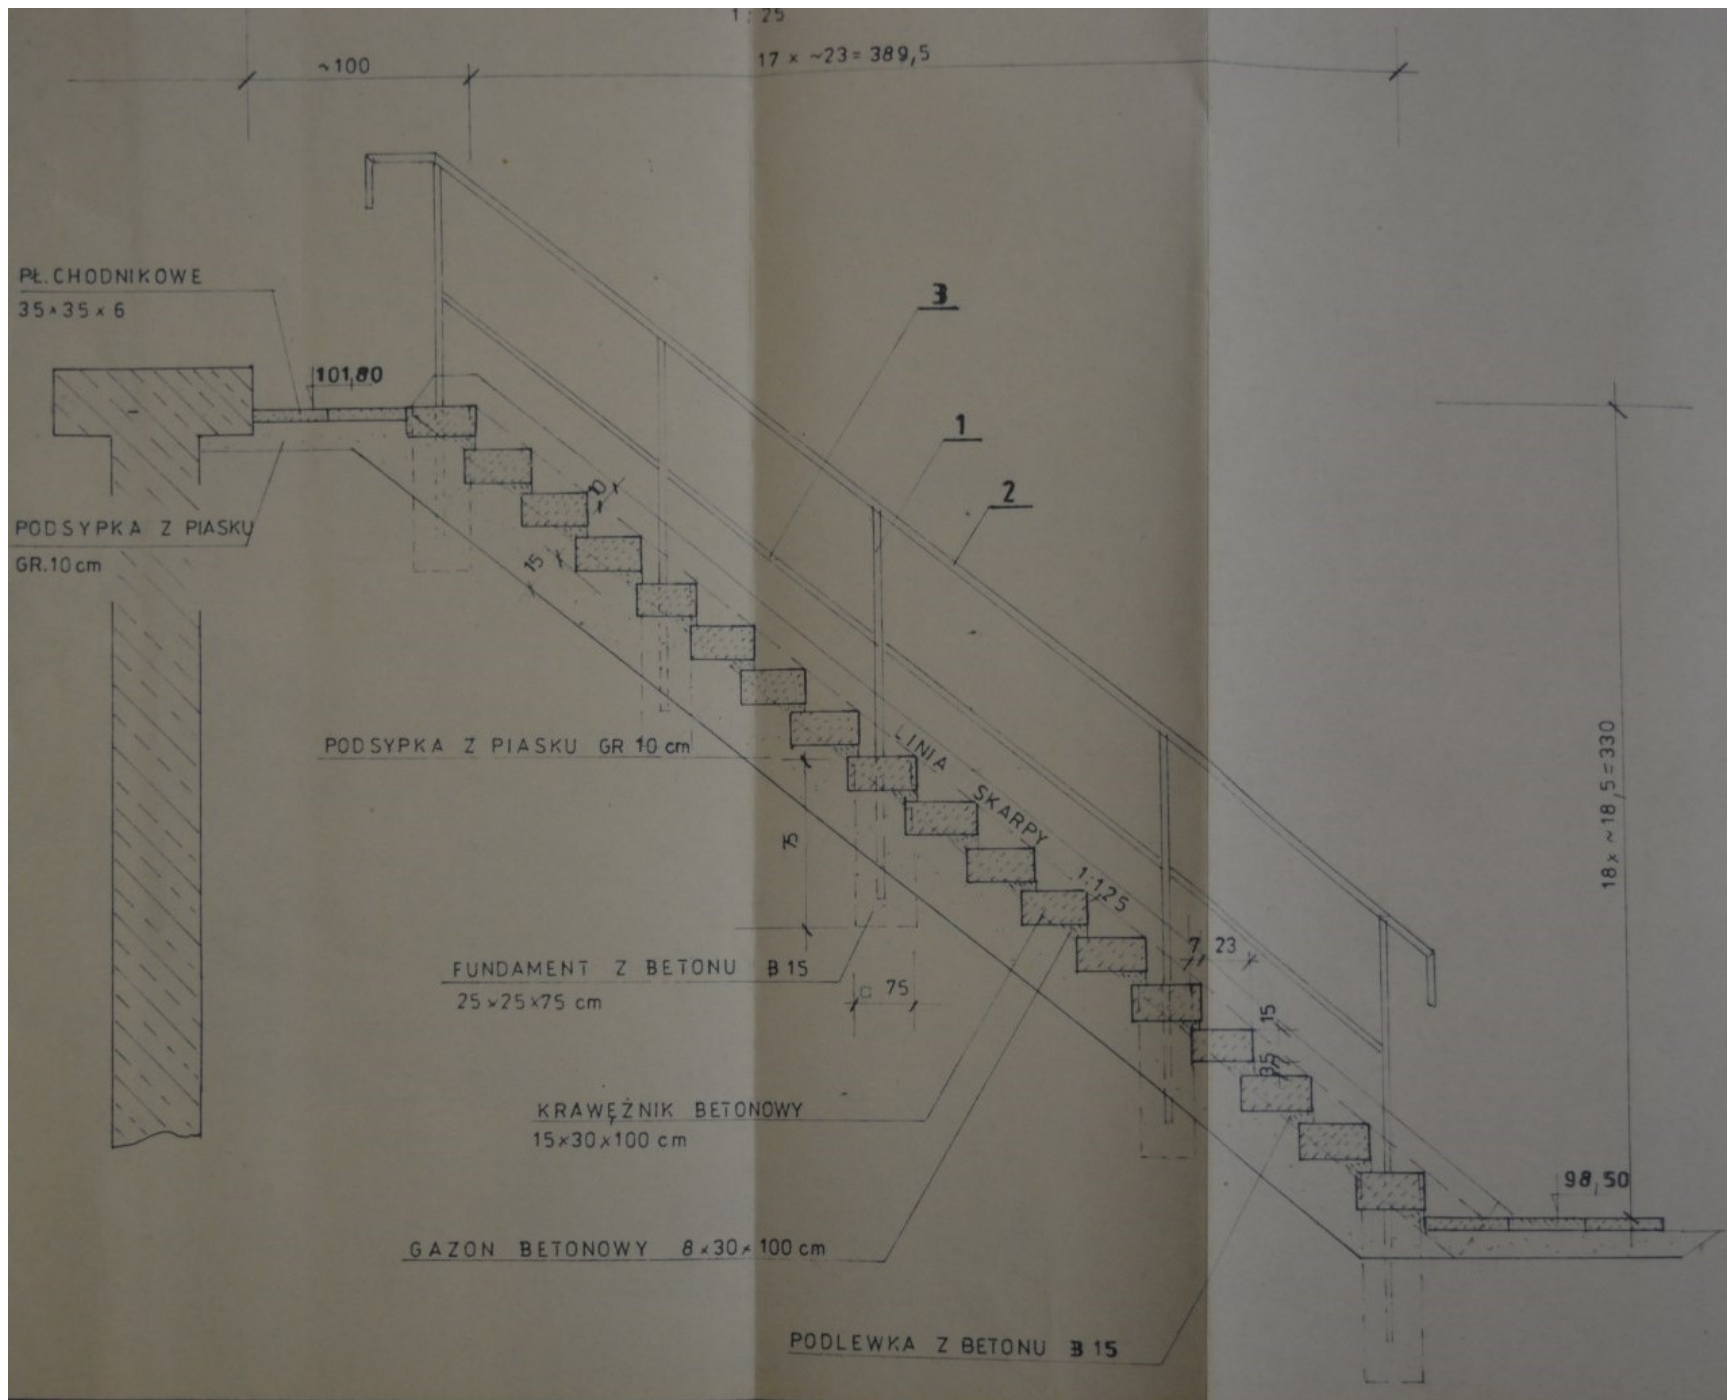 1:25
~100
17 x ~23 = 389,5
PŁ. CHODNIKOWE
35 x 35 x 6
101,80
3
1
2
PODSYPKA Z PIASKU
GR. 10 cm
15
PODSYPKA Z PIASKU GR 10 cm
LINIA SKARPY 1:1,25
18 x ~18,5 = 330
75
7 23
FUNDAMENT Z BETONU B 15
25 x 25 x 75 cm
□ 75
15
3,5
KRAWĘŻNIK BETONOWY
15 x 30 x 100 cm
98,50
GAZON BETONOWY 8 x 30 x 100 cm
PODLEWKA Z BETONU B 15